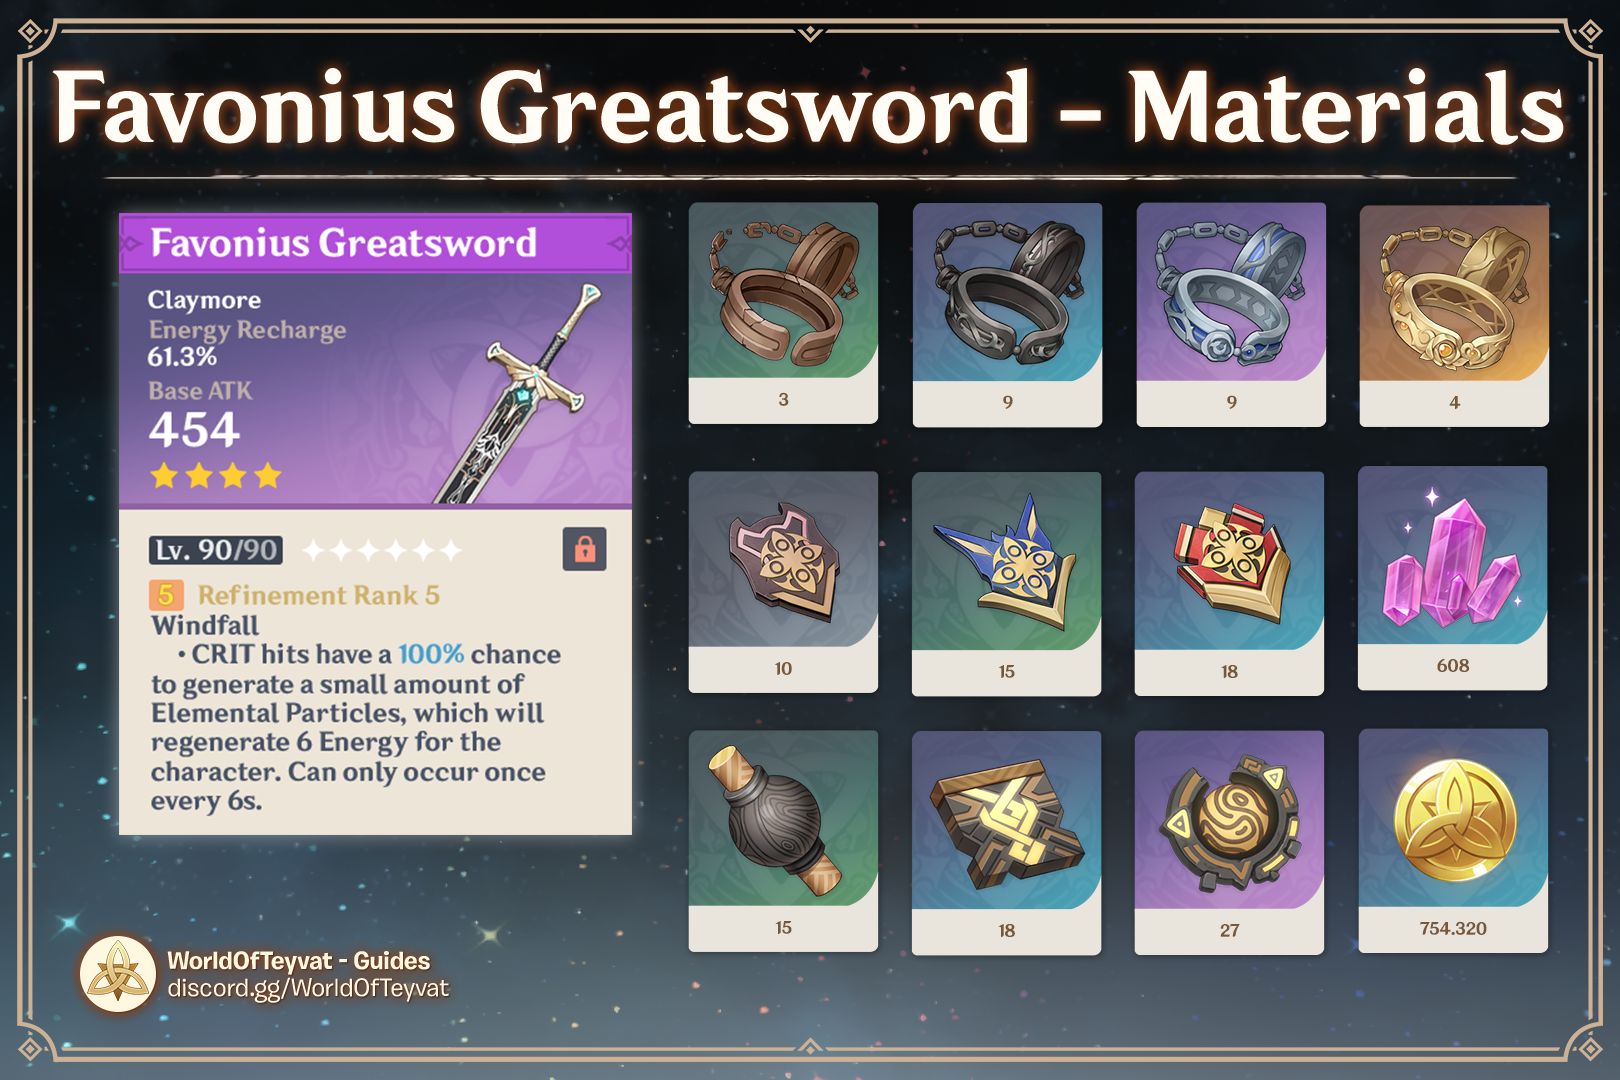 Favonius Greatsword - Materials
Favonius Greatsword
Claymore
Energy Recharge
61.3%
Base ATK
454
Lv. 90/90
5 Refinement Rank 5
Windfall
• CRIT hits have a 100% chance
to generate a small amount of
Elemental Particles, which will
regenerate 6 Energy for the
character. Can only occur once
every 6s.
3
9
9
4
10
15
18
608
15
18
27
754.320
WorldOfTeyvat - Guides
discord.gg/WorldOfTeyvat